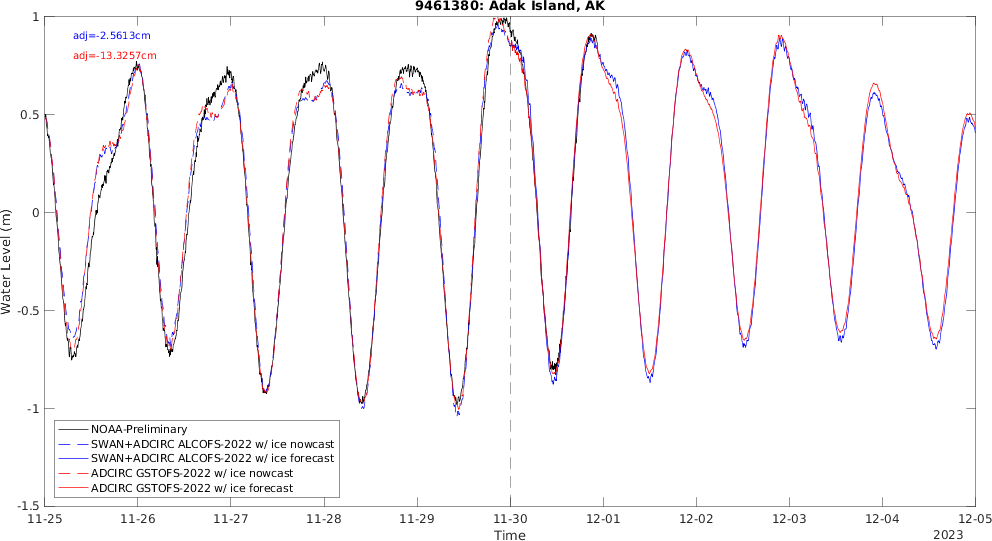 9461380: Adak Island, AK
adj=-2.5613cm
adj=-13.3257cm
1
0.5
0
-0.5
-1
-1.5
Water Level (m)
NOAA-Preliminary
SWAN+ADCIRC ALCOFS-2022 w/ ice nowcast
SWAN+ADCIRC ALCOFS-2022 w/ ice forecast
ADCIRC GSTOFS-2022 w/ ice nowcast
ADCIRC GSTOFS-2022 w/ ice forecast
11-25 11-26 11-27 11-28 11-29 11-30 12-01 12-02 12-03 12-04 12-05
Time
2023